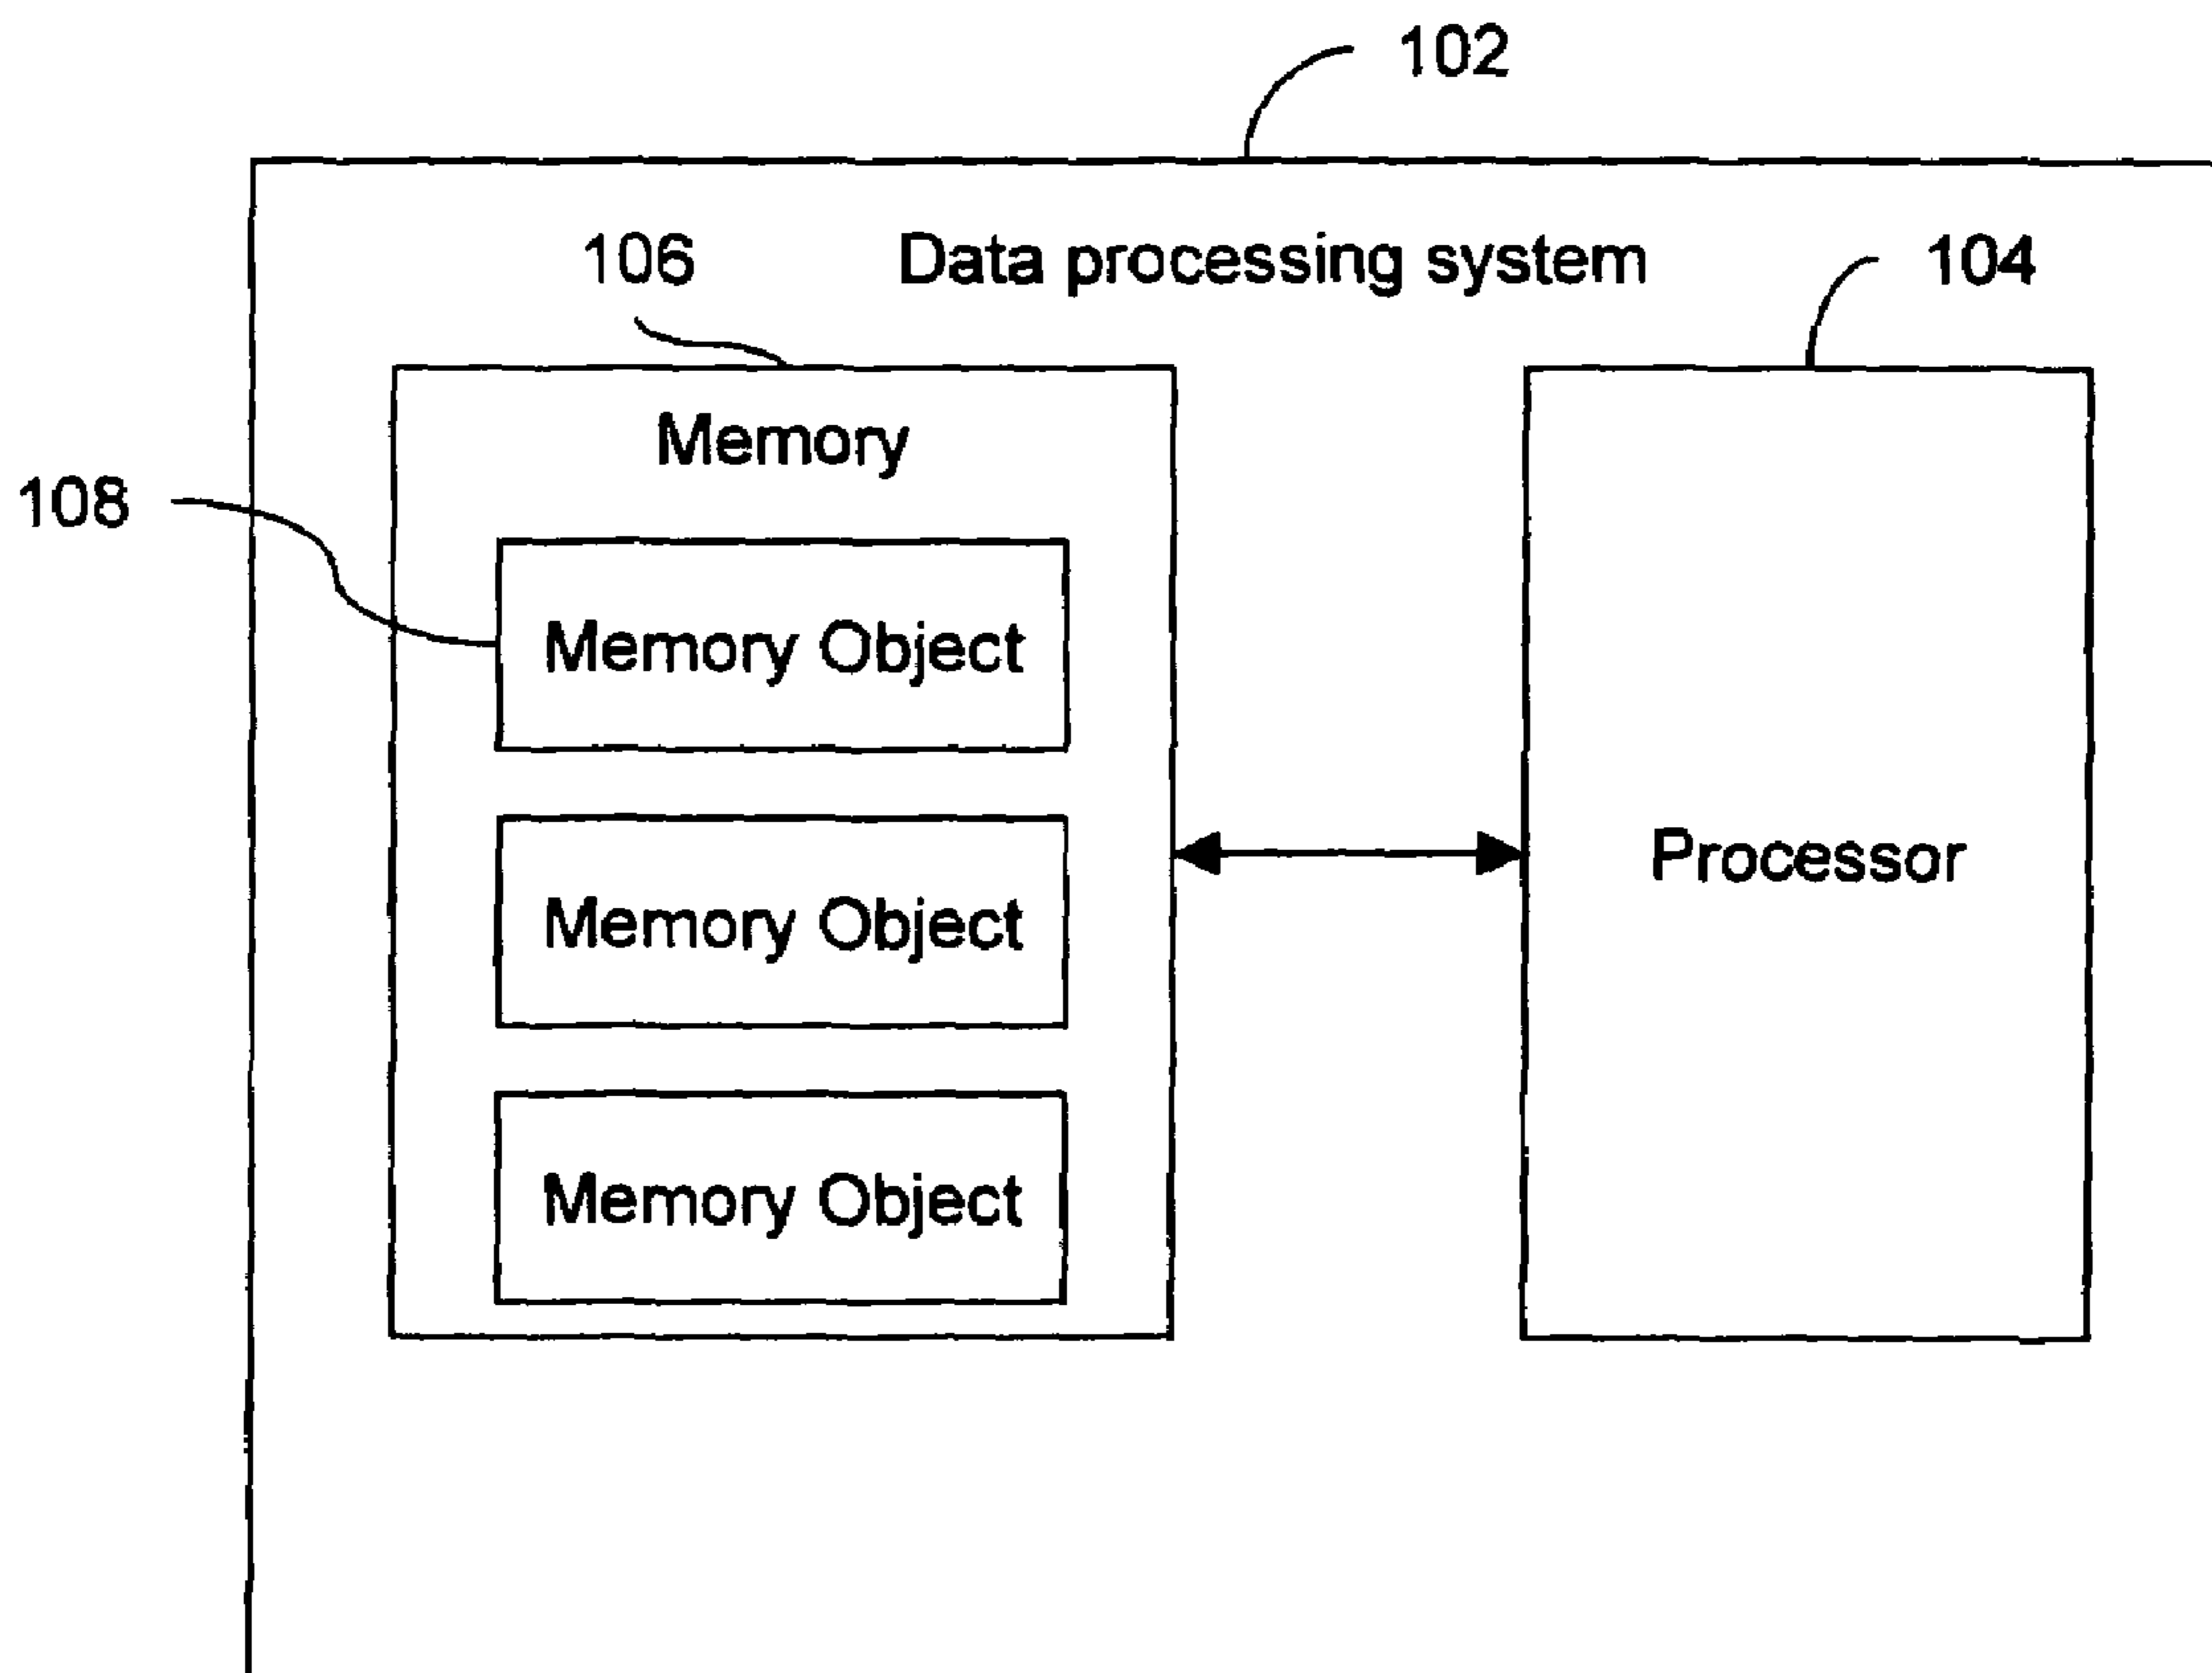 102
106
Data processing system
104
Memory
108
Memory Object
Memory Object
Processor
Memory Object